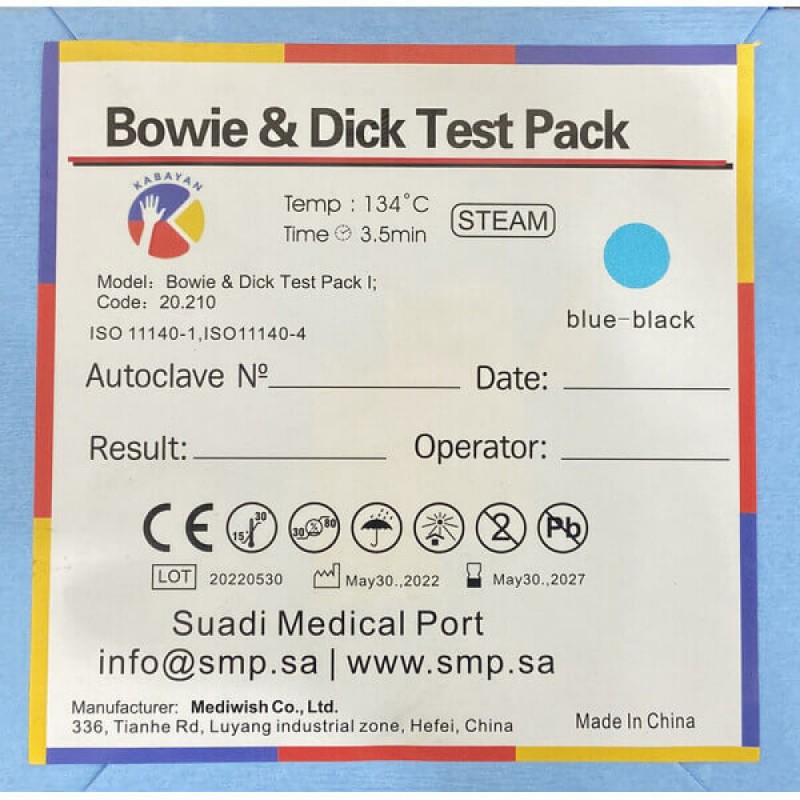 Bowie & Dick Test Pack
KABAYAN
Temp : 134°C
Time 3.5min
STEAM
Model: Bowie & Dick Test Pack I;
Code: 20.210
ISO 11140-1,ISO11140-4
blue-black
Autoclave Nº Date:
Result: Operator:
CE 15 30 30 % 80 2 Pb
LOT 20220530 May30.,2022 May30.,2027
Suadi Medical Port
info@smp.sa | www.smp.sa
Manufacturer: Mediwish Co., Ltd.
336, Tianhe Rd, Luyang industrial zone, Hefei, China
Made In China